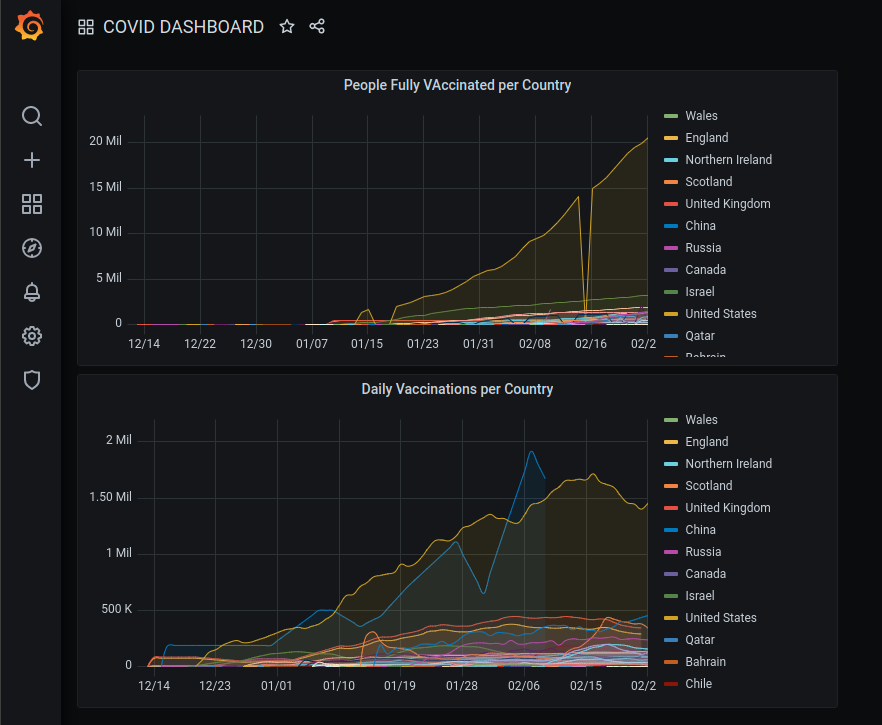 COVID DASHBOARD
People Fully VAccinated per Country
20 Mil
15 Mil
10 Mil
5 Mil
0
12/14 12/22 12/30 01/07 01/15 01/23 01/31 02/08 02/16 02/2
Wales
England
Northern Ireland
Scotland
United Kingdom
China
Russia
Canada
Israel
United States
Qatar
Bahrain
Daily Vaccinations per Country
2 Mil
1.50 Mil
1 Mil
500 K
0
12/14 12/23 01/01 01/10 01/19 01/28 02/06 02/15 02/2
Wales
England
Northern Ireland
Scotland
United Kingdom
China
Russia
Canada
Israel
United States
Qatar
Bahrain
Chile